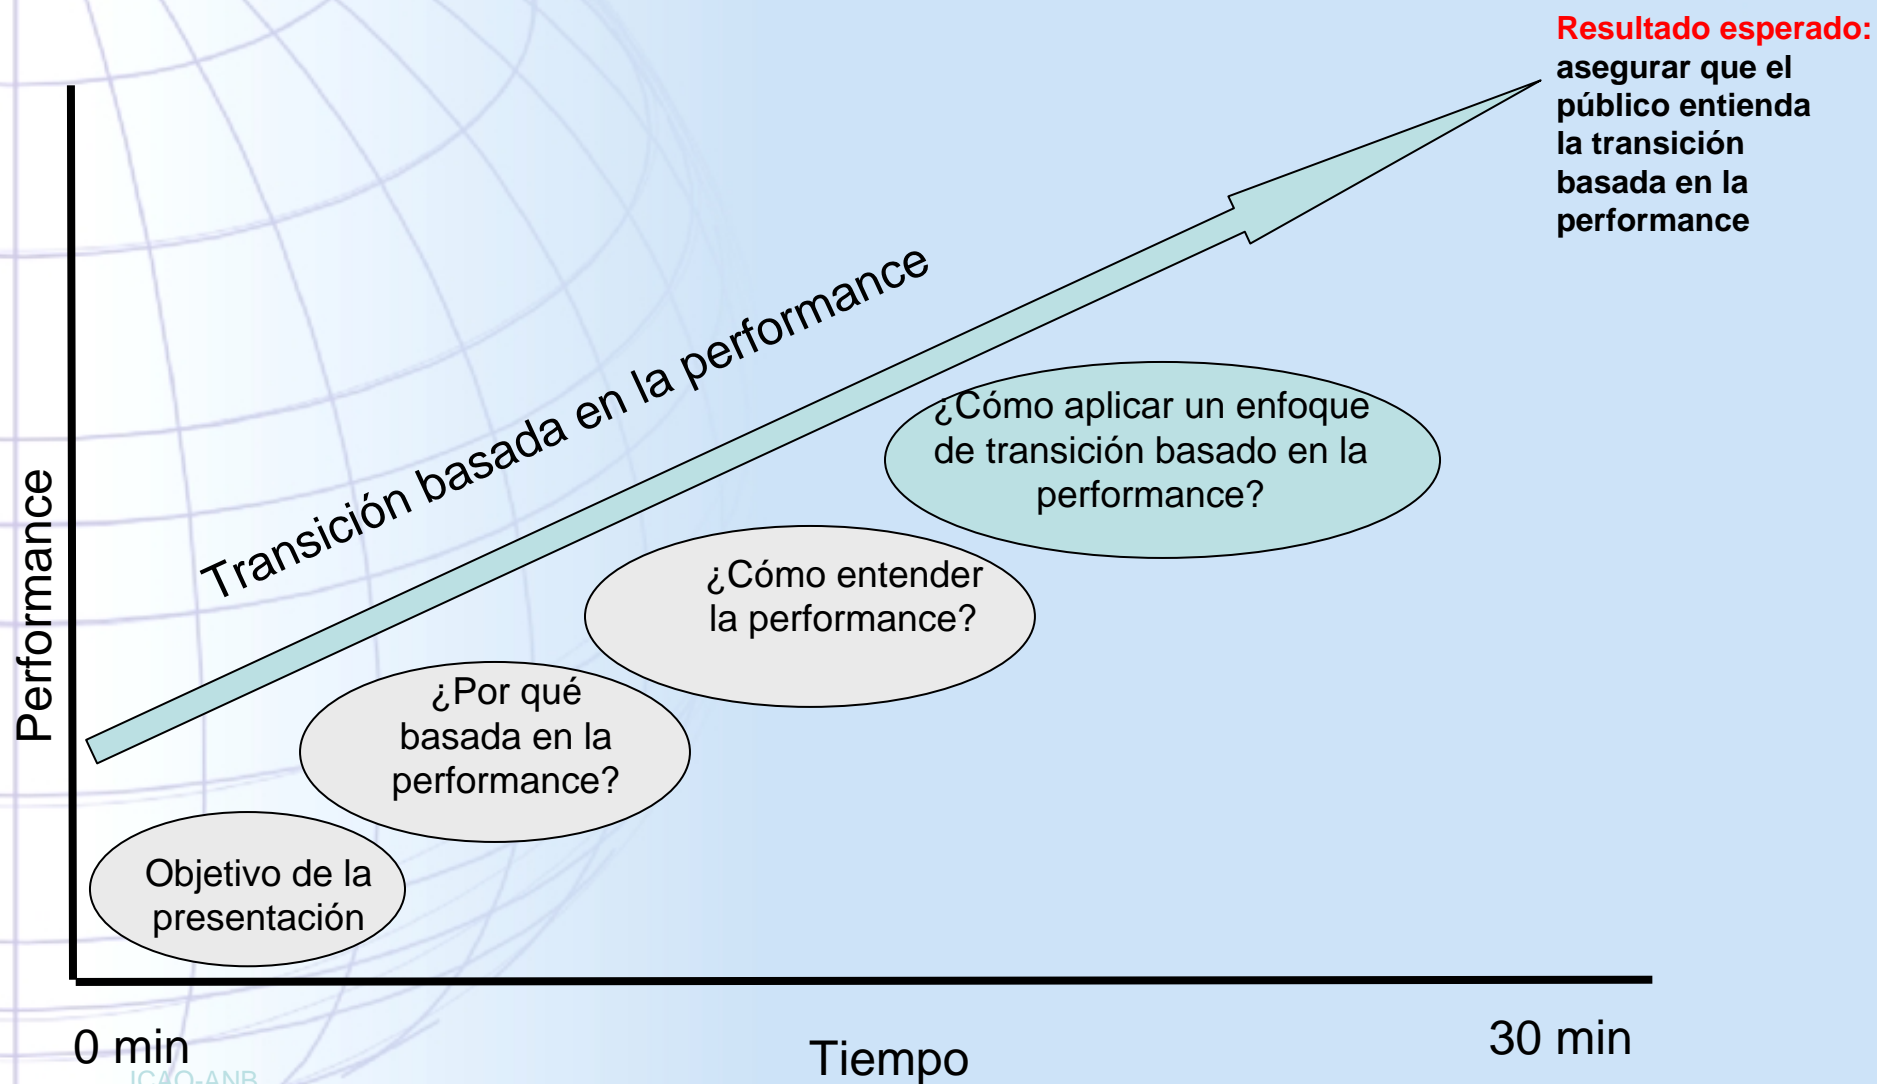 Resultado esperado:
asegurar que el
público entienda
la transición
basada en la
performance
Performance
Transición basada en la performance
¿Cómo aplicar un enfoque
de transición basado en la
performance?
¿Cómo entender
la performance?
¿Por qué
basada en la
performance?
Objetivo de la
presentación
0 min
Tiempo
30 min
ICAO-ANB